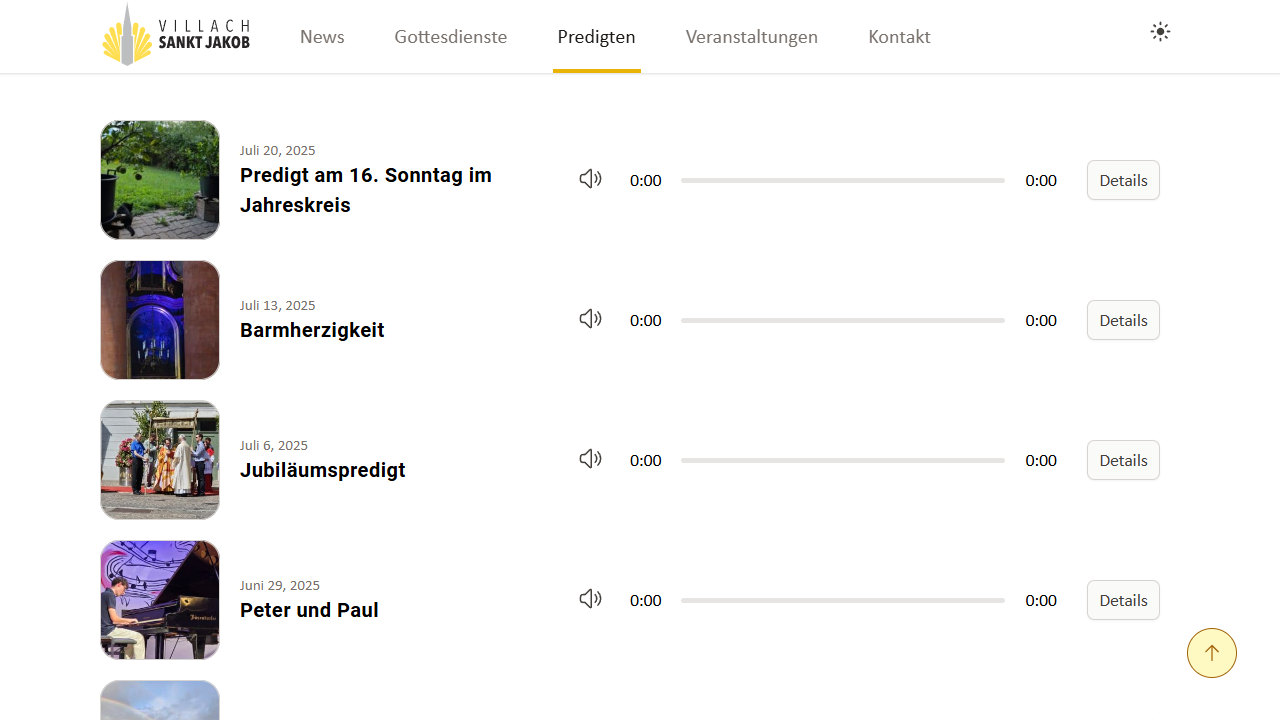 VILLACH
SANKT JAKOB
News
Gottesdienste
Predigten
Veranstaltungen
Kontakt
Juli 20, 2025
Predigt am 16. Sonntag im
Jahreskreis
0:00
0:00
Details
Juli 13, 2025
Barmherzigkeit
0:00
0:00
Details
Juli 6, 2025
Jubiläumspredigt
0:00
0:00
Details
Juni 29, 2025
Peter und Paul
0:00
0:00
Details